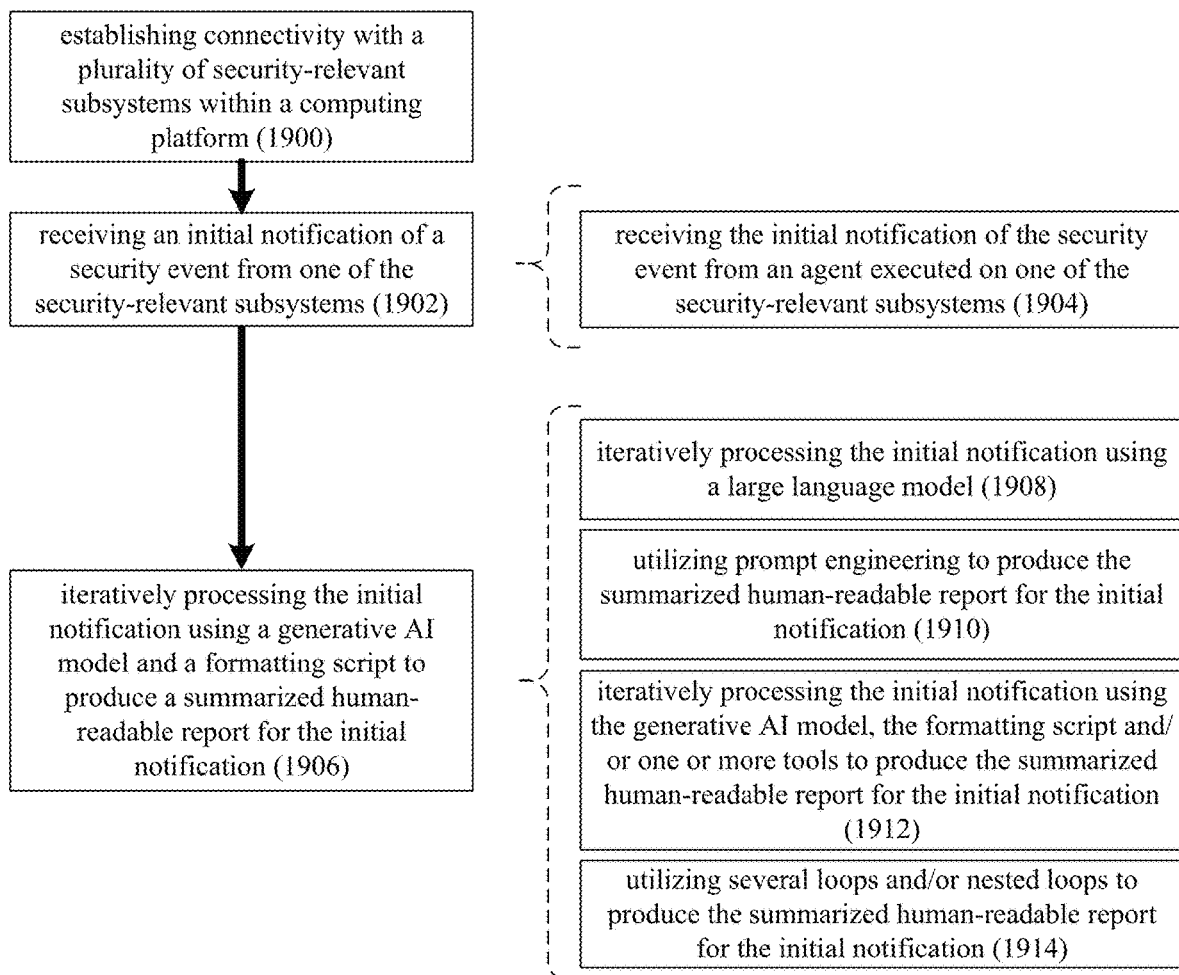 establishing connectivity with a
plurality of security-relevant
subsystems within a computing
platform (1900)
receiving an initial notification of a
security event from one of the
security-relevant subsystems (1902)
receiving the initial notification of the security
event from an agent executed on one of the
security-relevant subsystems (1904)
iteratively processing the initial
notification using a generative AI
model and a formatting script to
produce a summarized human-
readable report for the initial
notification (1906)
iteratively processing the initial notification using
a large language model (1908)
utilizing prompt engineering to produce the
summarized human-readable report for the initial
notification (1910)
iteratively processing the initial notification using
the generative AI model, the formatting script and/
or one or more tools to produce the summarized
human-readable report for the initial notification
(1912)
utilizing several loops and/or nested loops to
produce the summarized human-readable report
for the initial notification (1914)